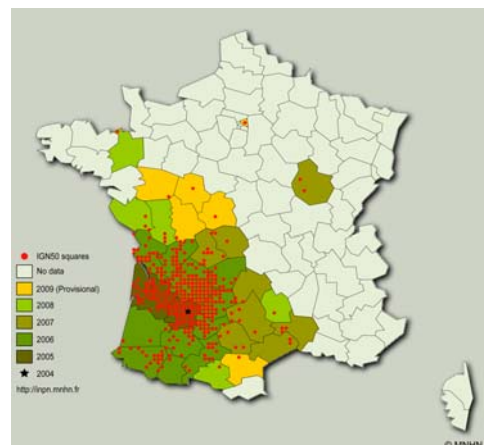 IGN50 squares
No data
2009 (Provisional)
2008
2007
2006
2005
2004
http://inpn.mnhn.fr
© MNHN